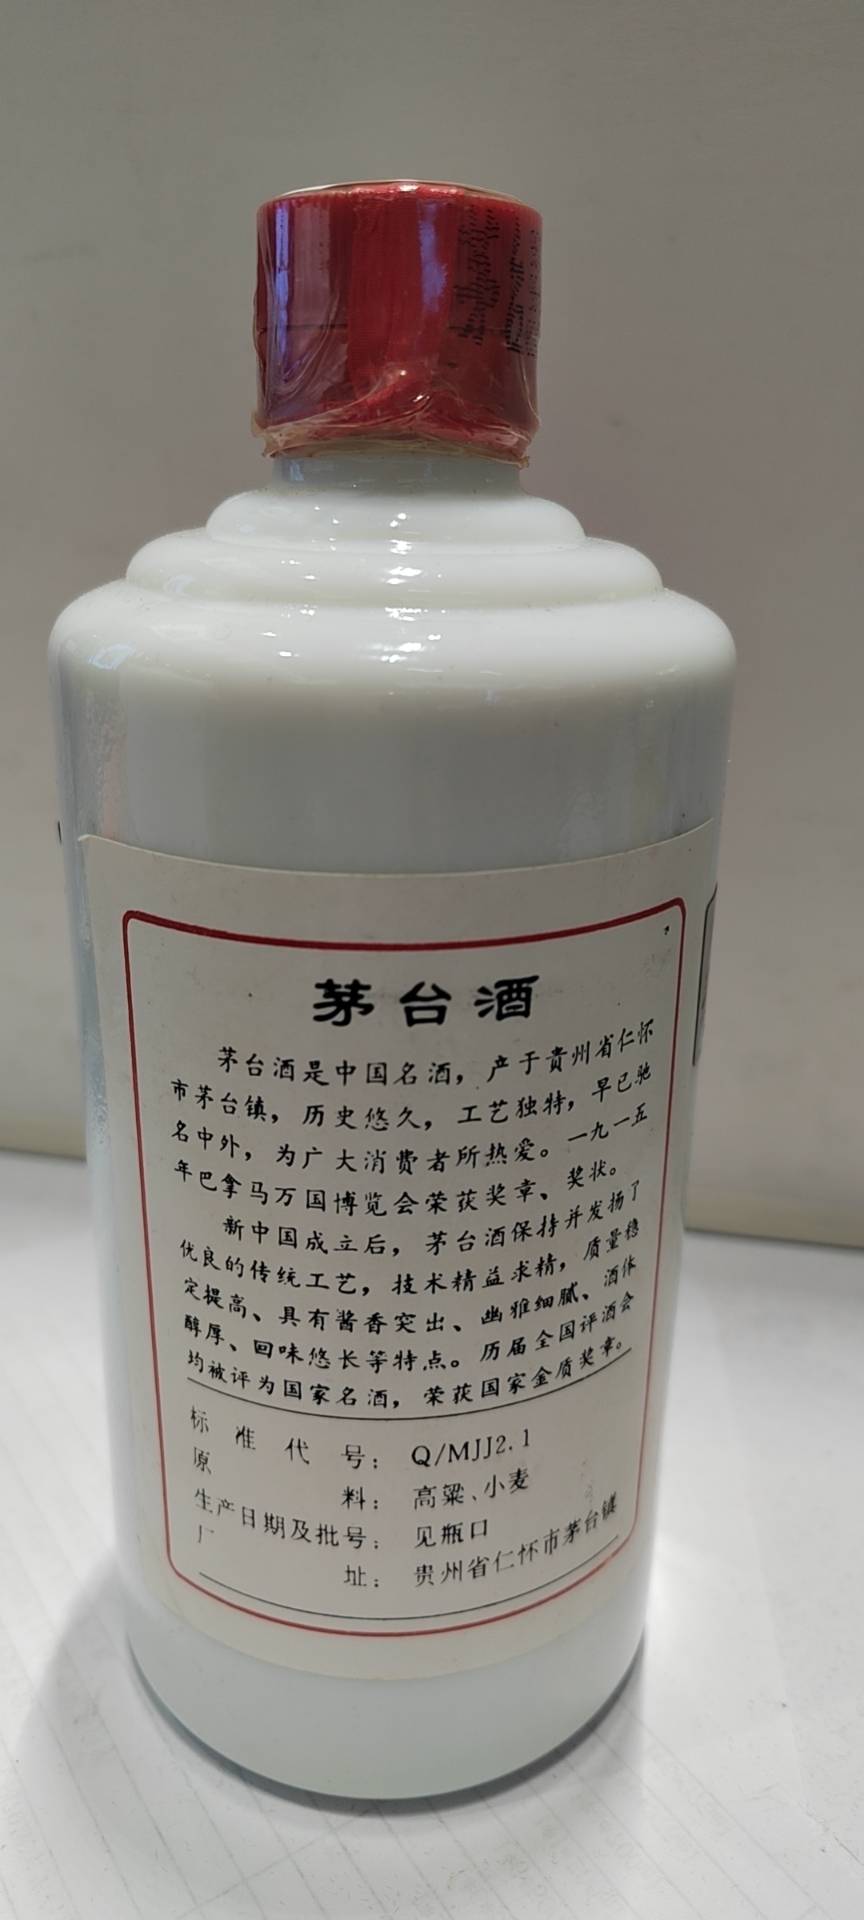 茅台酒
茅台酒是中国名酒，产于贵州省仁怀
市茅台镇，历史悠久，工艺独特，早已驰
名中外，为广大消费者所热爱。一九一五
年巴拿马万国博览会荣获奖章、奖状。
新中国成立后，茅台酒保持并发扬了
优良的传统工艺，技术精益求精，质量稳
定提高、具有酱香突出、幽雅细腻、酒体
醇厚、回味悠长等特点。历届全国评酒会
均被评为国家名酒，荣获国家金质奖章。
标准代号：Q/MJJ2.1
原料：高粱、小麦
生产日期及批号：见瓶口
厂址：贵州省仁怀市茅台镇